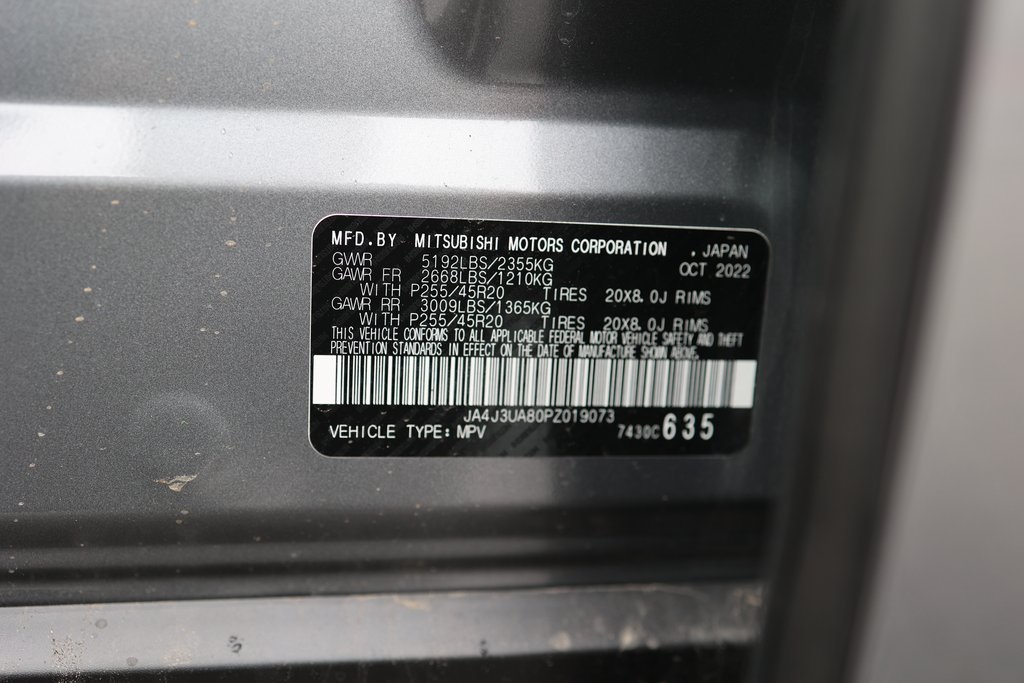 MFD.BY MITSUBISHI MOTORS CORPORATION .JAPAN
GVWR 5192LBS/2355KG OCT 2022
GAWR FR 2668LBS/1210KG
WITH P255/45R20 TIRES 20X8.0J RIMS
GAWR RR 3009LBS/1365KG
WITH P255/45R20 TIRES 20X8.0J RIMS
THIS VEHICLE CONFORMS TO ALL APPLICABLE FEDERAL MOTOR VEHICLE SAFETY AND THEFT
PREVENTION STANDARDS IN EFFECT ON THE DATE OF MANUFACTURE SHOWN ABOVE.
JA4J3UA80PZ019073
VEHICLE TYPE: MPV 7430C 635